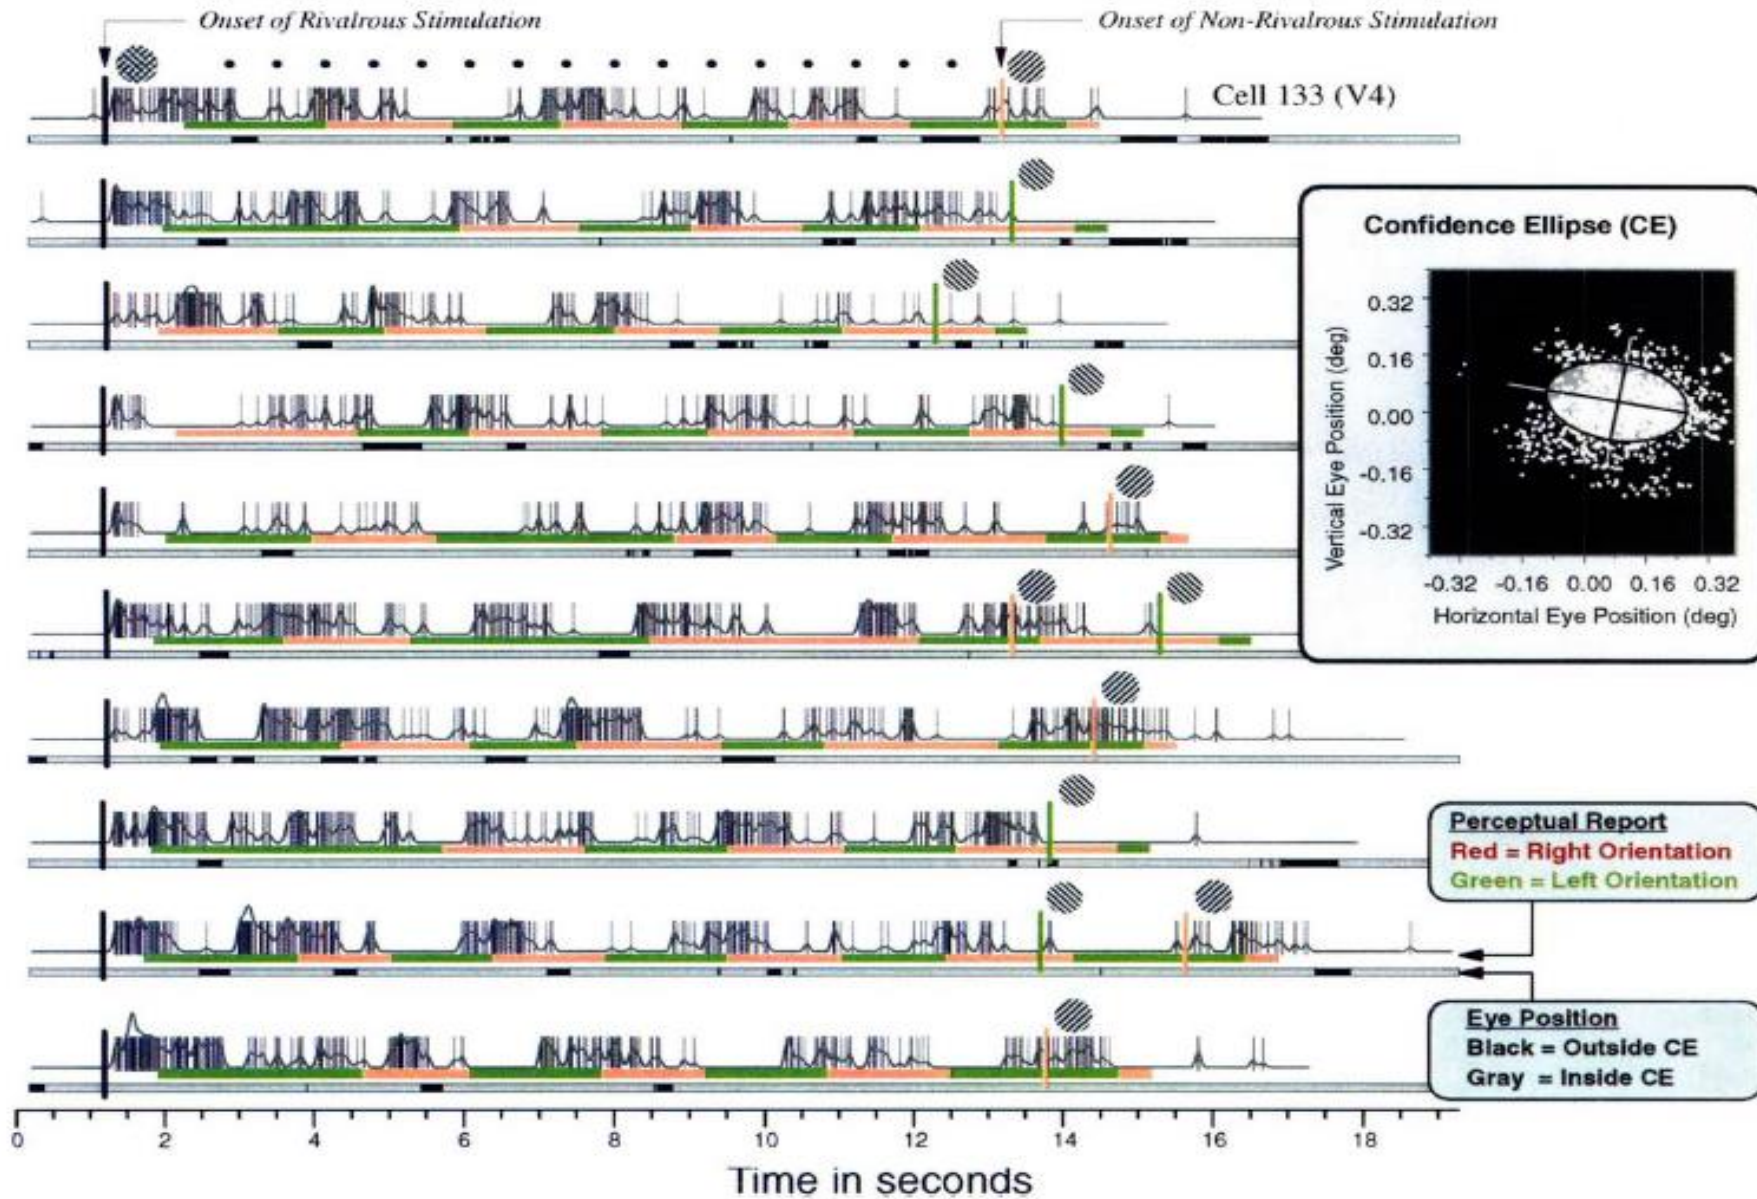 Onset of Rivalrous Stimulation
Onset of Non-Rivalrous Stimulation
Cell 133 (V4)
Confidence Ellipse (CE)
Vertical Eye Position (deg)
0.32
0.16
0.00
-0.16
-0.32
-0.32 -0.16 0.00 0.16 0.32
Horizontal Eye Position (deg)
Perceptual Report
Red = Right Orientation
Green = Left Orientation
Eye Position
Black = Outside CE
Gray = Inside CE
0 2 4 6 8 10 12 14 16 18
Time in seconds